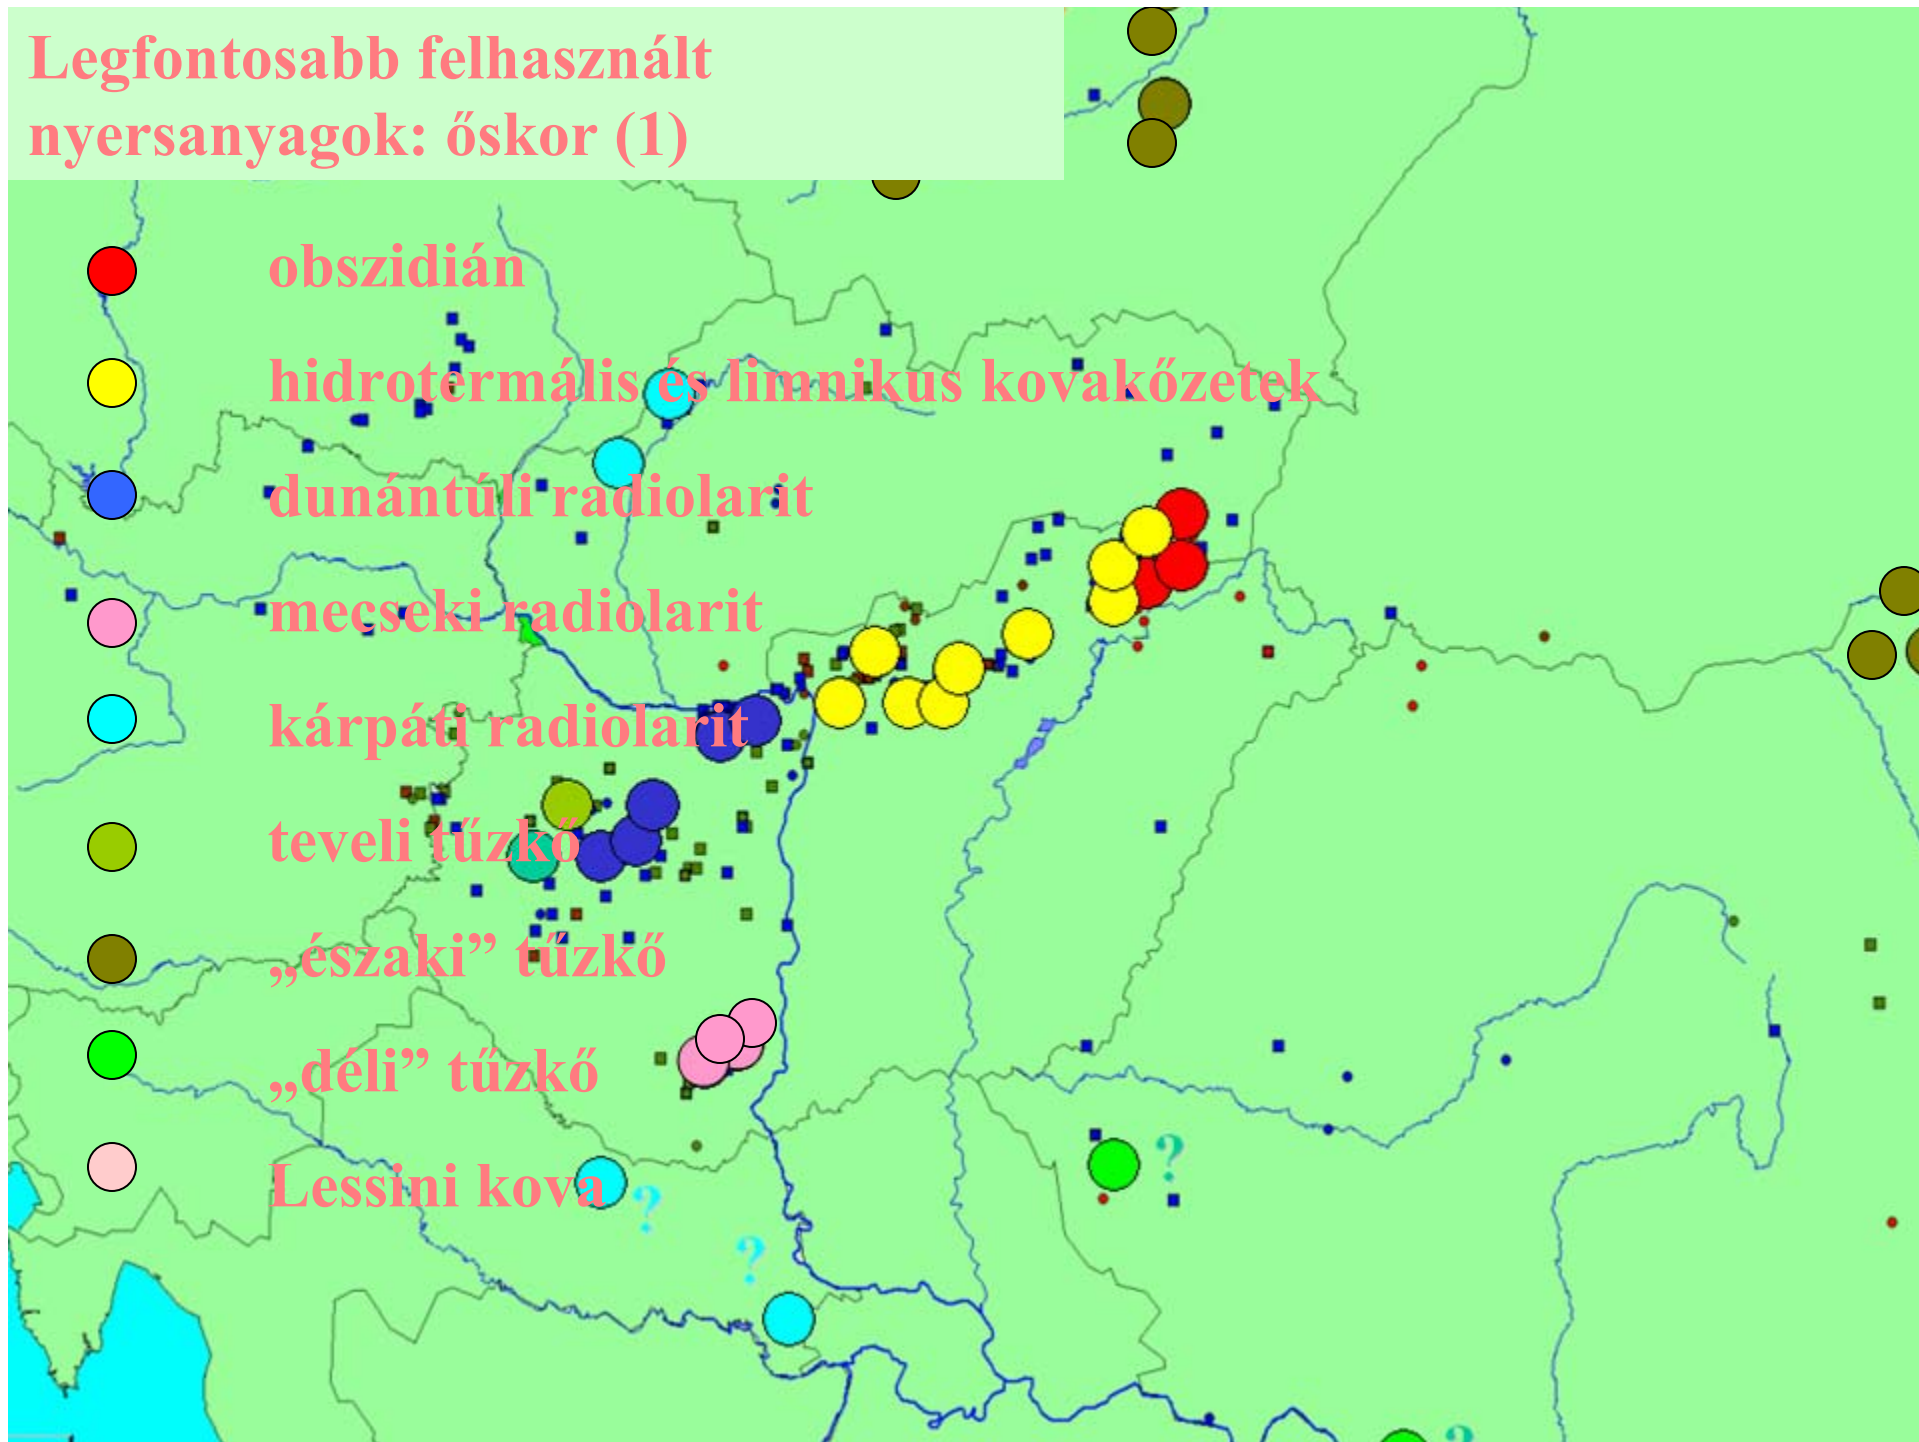 Legfontosabb felhasznált
nyersanyagok: őskor (1)
obszidián
hidrotermális és limnikus kovakőzetek
dunántúli radiolarit
mecseki radiolarit
kárpáti radiolarit
teveli tűzkő
„északi” tűzkő
„déli” tűzkő
?
Lessini kova
?
?
?